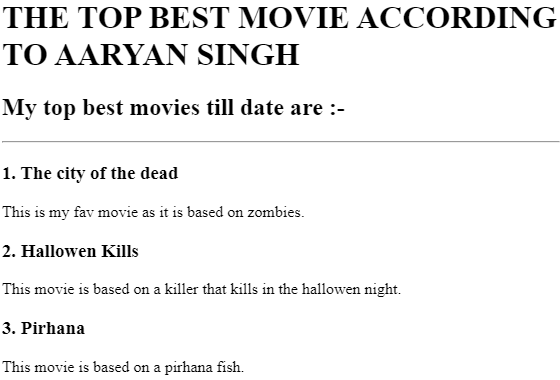 THE TOP BEST MOVIE ACCORDING
TO AARYAN SINGH
My top best movies till date are :-
1. The city of the dead
This is my fav movie as it is based on zombies.
2. Hallowen Kills
This movie is based on a killer that kills in the hallowen night.
3. Pirhana
This movie is based on a pirhana fish.